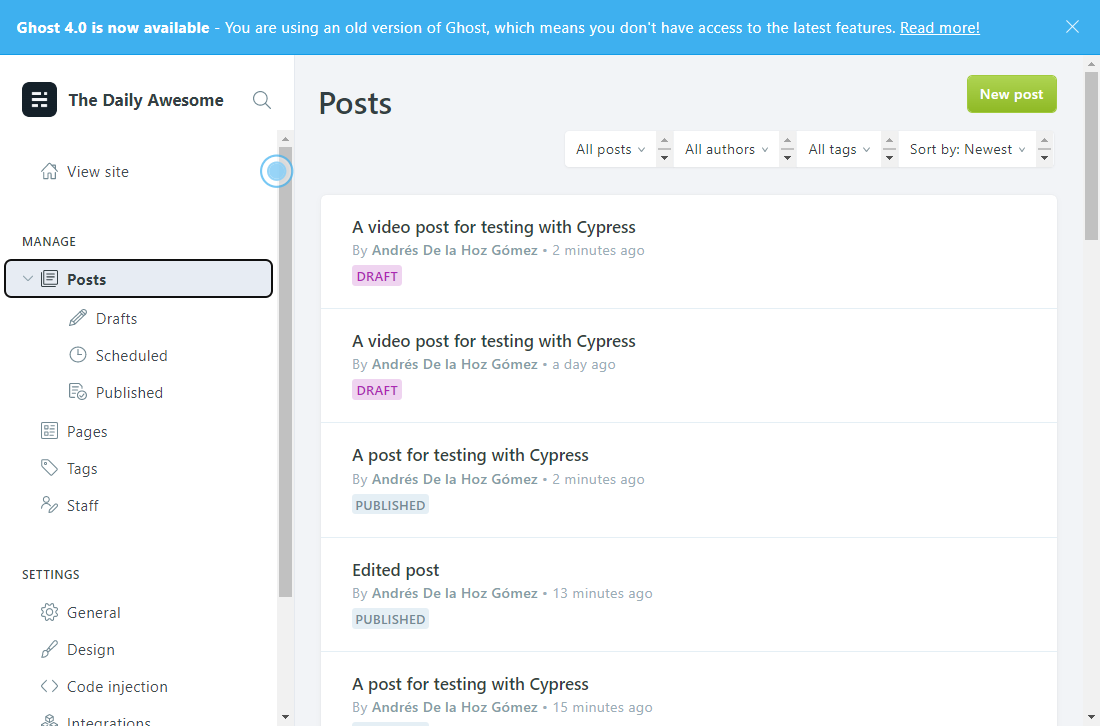 Ghost 4.0 is now available - You are using an old version of Ghost, which means you don't have access to the latest features. Read more!
The Daily Awesome
View site
MANAGE
Posts
Drafts
Scheduled
Published
Pages
Tags
Staff
SETTINGS
General
Design
Code injection
Integrations
Posts
New post
All posts
All authors
All tags
Sort by: Newest
A video post for testing with Cypress
By Andrés De la Hoz Gómez • 2 minutes ago
DRAFT
A video post for testing with Cypress
By Andrés De la Hoz Gómez • a day ago
DRAFT
A post for testing with Cypress
By Andrés De la Hoz Gómez • 2 minutes ago
PUBLISHED
Edited post
By Andrés De la Hoz Gómez • 13 minutes ago
PUBLISHED
A post for testing with Cypress
By Andrés De la Hoz Gómez • 15 minutes ago